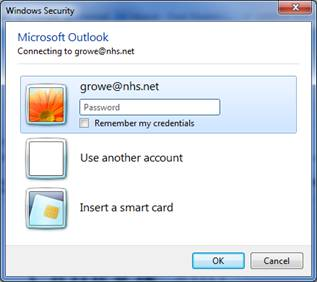 Windows Security
Microsoft Outlook
Connecting to growe@nhs.net
growe@nhs.net
Password
Remember my credentials
Use another account
Insert a smart card
OK
Cancel